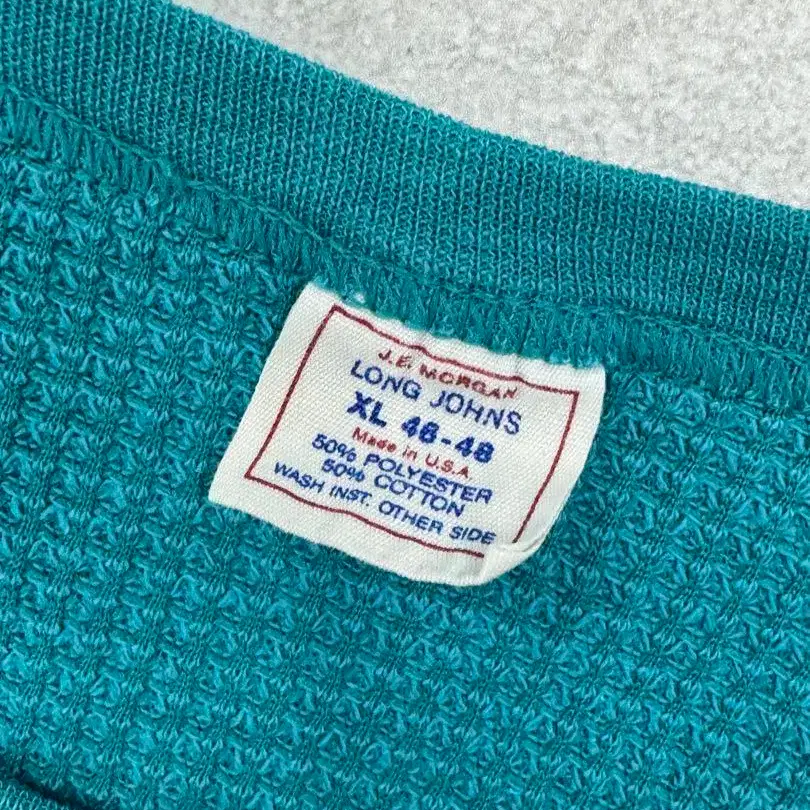 J.E. MORGAN
LONG JOHNS
XL 46-48
Made in U.S.A.
50% POLYESTER
50% COTTON
WASH INST. OTHER SIDE